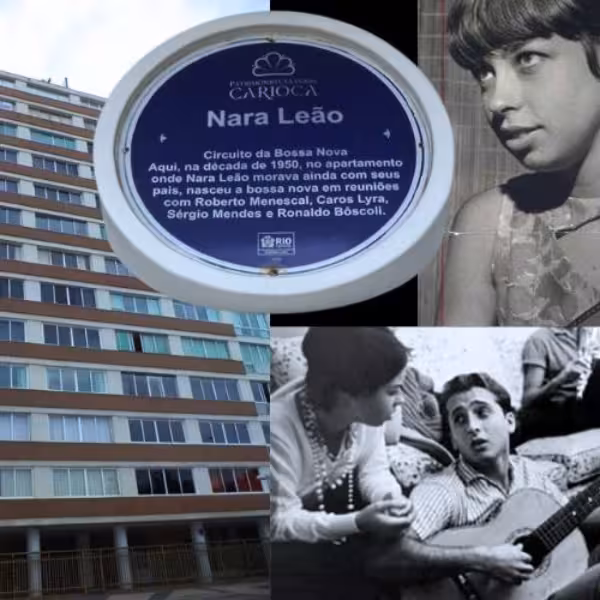 PATRIMÔNIO CULTURAL
CARIOCA
Nara Leão
Circuito da Bossa Nova
Aqui, na década de 1950, no apartamento
onde Nara Leão morava ainda com seus
pais, nasceu a bossa nova em reuniões
com Roberto Menescal, Caros Lyra,
Sérgio Mendes e Ronaldo Bôscoli.
RIO